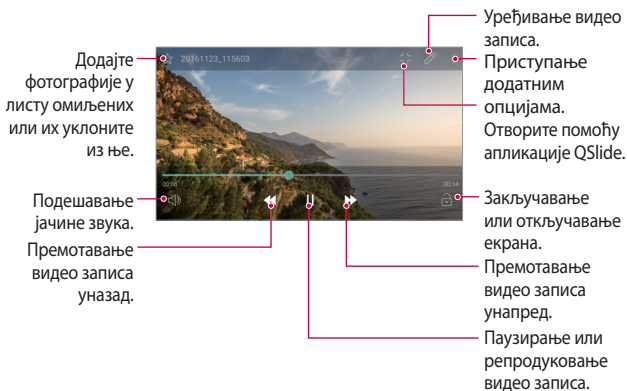 Додајте
фотографије у
листу омиљених
или их уклоните
из ње.
Подешавање
јачине звука.
Премотавање
видео записа
уназад.
20161123_115603
00:06
00:14
Уређивање видео
записа.
Приступање
додатним
опцијама.
Отворите помоћу
апликације QSlide.
Закључавање
или откључавање
екрана.
Премотавање
видео записа
унапред.
Паузирање или
репродуковање
видео записа.